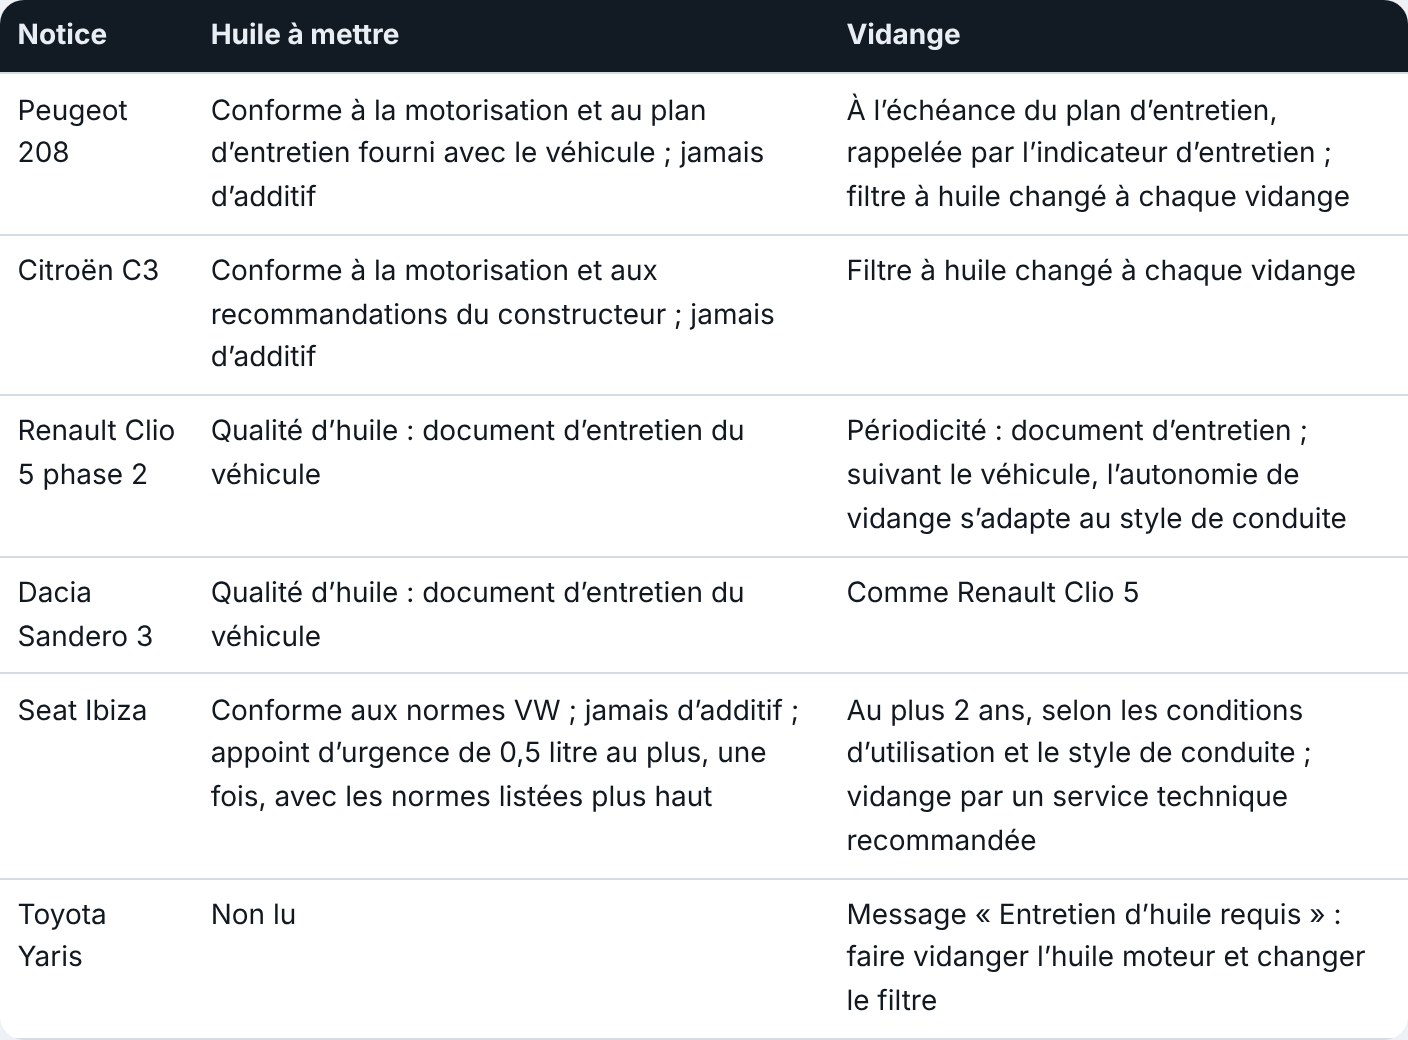 Notice Huile à mettre Vidange
Peugeot 208
Conforme à la motorisation et au plan
d’entretien fourni avec le véhicule ; jamais
d’additif
À l’échéance du plan d’entretien,
rappelée par l’indicateur d’entretien ;
filtre à huile changé à chaque vidange
Citroën C3
Conforme à la motorisation et aux
recommandations du constructeur ; jamais
d’additif
Filtre à huile changé à chaque vidange
Renault Clio
5 phase 2
Qualité d’huile : document d’entretien du
véhicule
Périodicité : document d’entretien ;
suivant le véhicule, l’autonomie de
vidange s’adapte au style de conduite
Dacia
Sandero 3
Qualité d’huile : document d’entretien du
véhicule
Comme Renault Clio 5
Seat Ibiza
Conforme aux normes VW ; jamais d’additif ;
appoint d’urgence de 0,5 litre au plus, une
fois, avec les normes listées plus haut
Au plus 2 ans, selon les conditions
d’utilisation et le style de conduite ;
vidange par un service technique
recommandée
Toyota
Yaris
Non lu
Message « Entretien d’huile requis » :
faire vidanger l’huile moteur et changer
le filtre